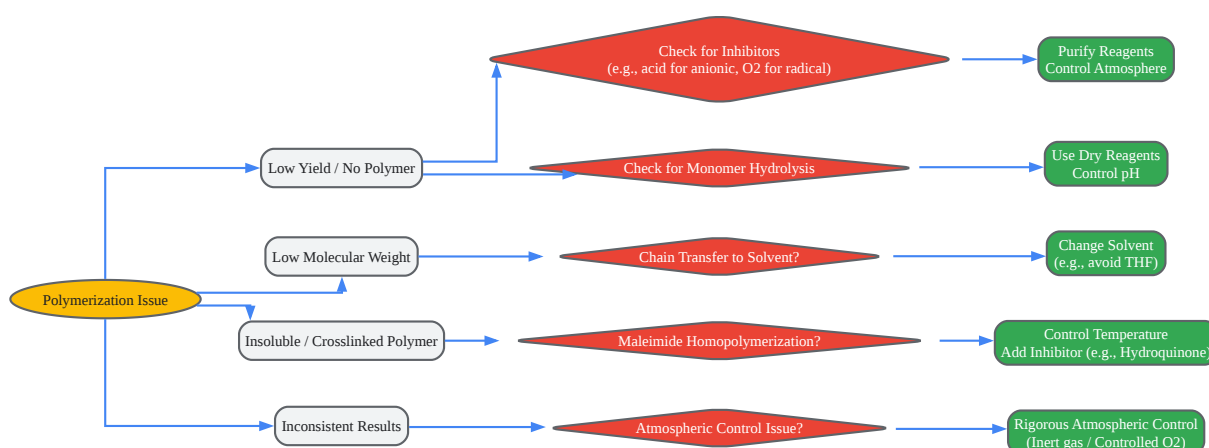 Check for Inhibitors
(e.g., acid for anionic, O2 for radical)
Purify Reagents
Control Atmosphere
Low Yield / No Polymer
Check for Monomer Hydrolysis
Use Dry Reagents
Control pH
Low Molecular Weight
Chain Transfer to Solvent?
Change Solvent
(e.g., avoid THF)
Polymerization Issue
Insoluble / Crosslinked Polymer
Maleimide Homopolymerization?
Control Temperature
Add Inhibitor (e.g., Hydroquinone)
Inconsistent Results
Atmospheric Control Issue?
Rigorous Atmospheric Control
(Inert gas / Controlled O2)